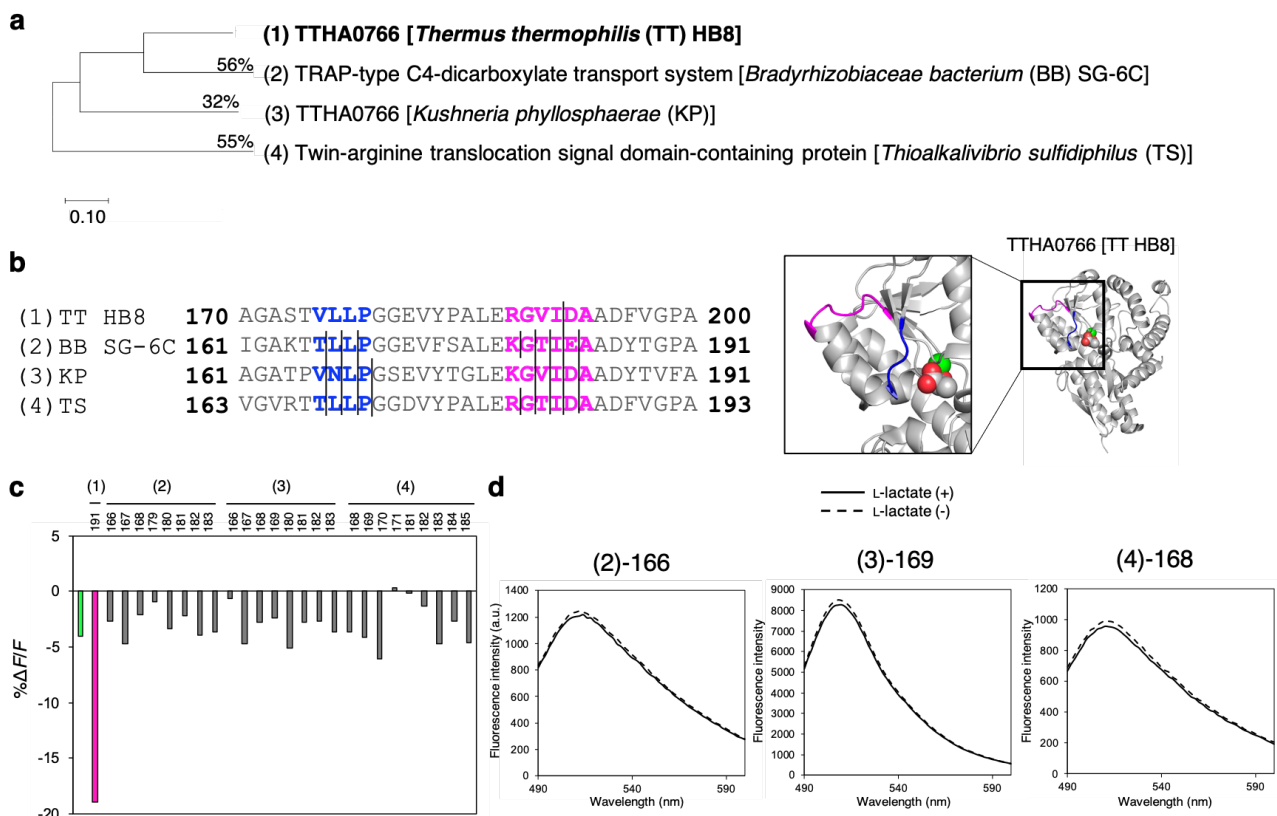 a
(1) TTHA0766 [Thermus thermophilis (TT) HB8]
56%
(2) TRAP-type C4-dicarboxylate transport system [Bradyrhizobiaceae bacterium (BB) SG-6C]
32%
(3) TTHA0766 [Kushneria phyllosphaerae (KP)]
55%
(4) Twin-arginine translocation signal domain-containing protein [Thioalkalivibrio sulfidiphilus (TS)]
0.10
b
TTHA0766 [TT HB8]
(1) TT HB8 170 AGASTVLLPGGEVYPALERGVIDAADFVGPA 200
(2) BB SG-6C 161 IGAKTTLLPGGEVFSALEKGTIEAADYTGPA 191
(3) KP 161 AGATPVNLPGSEVYTGLEKGVIDAADYTVFA 191
(4) TS 163 VGVRTTLLPGGDVYPALERGTIDAADFVGPA 193
c
(1) (2) (3) (4)
191 166 167 168 179 180 181 182 183 166 167 168 169 180 181 182 183 168 169 170 171 181 182 183 184 185
5
0
-5
-10
-15
-20
%ΔF/F
d
L-lactate (+)
L-lactate (-)
(2)-166
(3)-169
(4)-168
Fluorescence intensity (a.u.)
1400
1200
1000
800
600
400
200
0
490 540 590
Wavelength (nm)
Fluorescence intensity
9000
8000
7000
6000
5000
4000
3000
2000
1000
0
490 540 590
Wavelength (nm)
Fluorescence intensity
1200
1000
800
600
400
200
0
490 540 590
Wavelength (nm)